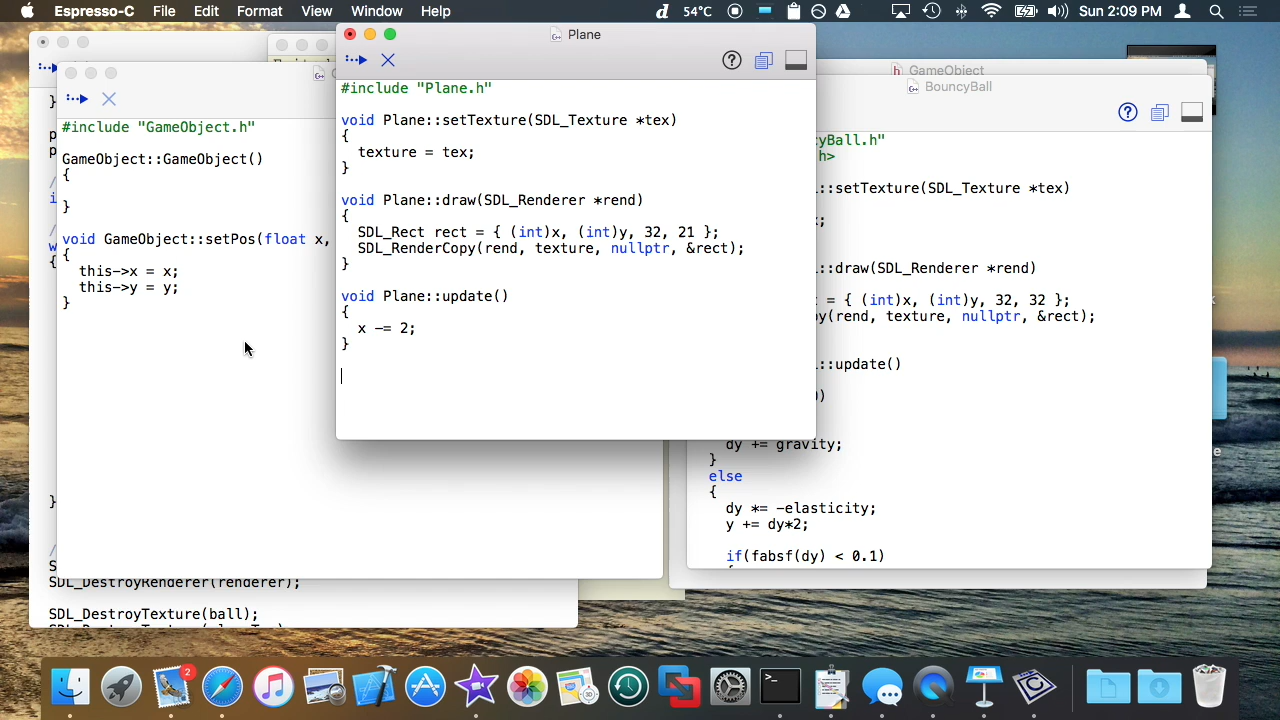 Espresso-C File Edit Format View Window Help
54°C Sun 2:09 PM
Plane
#include "Plane.h"
void Plane::setTexture(SDL_Texture *tex)
{
texture = tex;
}
void Plane::draw(SDL_Renderer *rend)
{
SDL_Rect rect = { (int)x, (int)y, 32, 21 };
SDL_RenderCopy(rend, texture, nullptr, &rect);
}
void Plane::update()
{
x -= 2;
}
#include "GameObject.h"
GameObject::GameObject()
{
}
void GameObject::setPos(float x,
{
this->x = x;
this->y = y;
}
}
SDL_DestroyRenderer(renderer);
SDL_DestroyTexture(ball);
GameObject
BouncyBall
yBall.h"
h>
::setTexture(SDL_Texture *tex)
::draw(SDL_Renderer *rend)
= { (int)x, (int)y, 32, 32 };
y(rend, texture, nullptr, &rect);
::update()
dy += gravity;
}
else
{
dy *= -elasticity;
y += dy*2;
if(fabsf(dy) < 0.1)
2
30